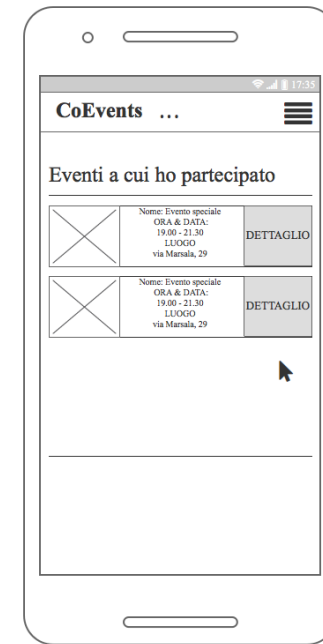 17:35
CoEvents ...
Eventi a cui ho partecipato
Nome: Evento speciale
ORA & DATA:
19.00 - 21.30
LUOGO
via Marsala, 29
DETTAGLIO
Nome: Evento speciale
ORA & DATA:
19.00 - 21.30
LUOGO
via Marsala, 29
DETTAGLIO